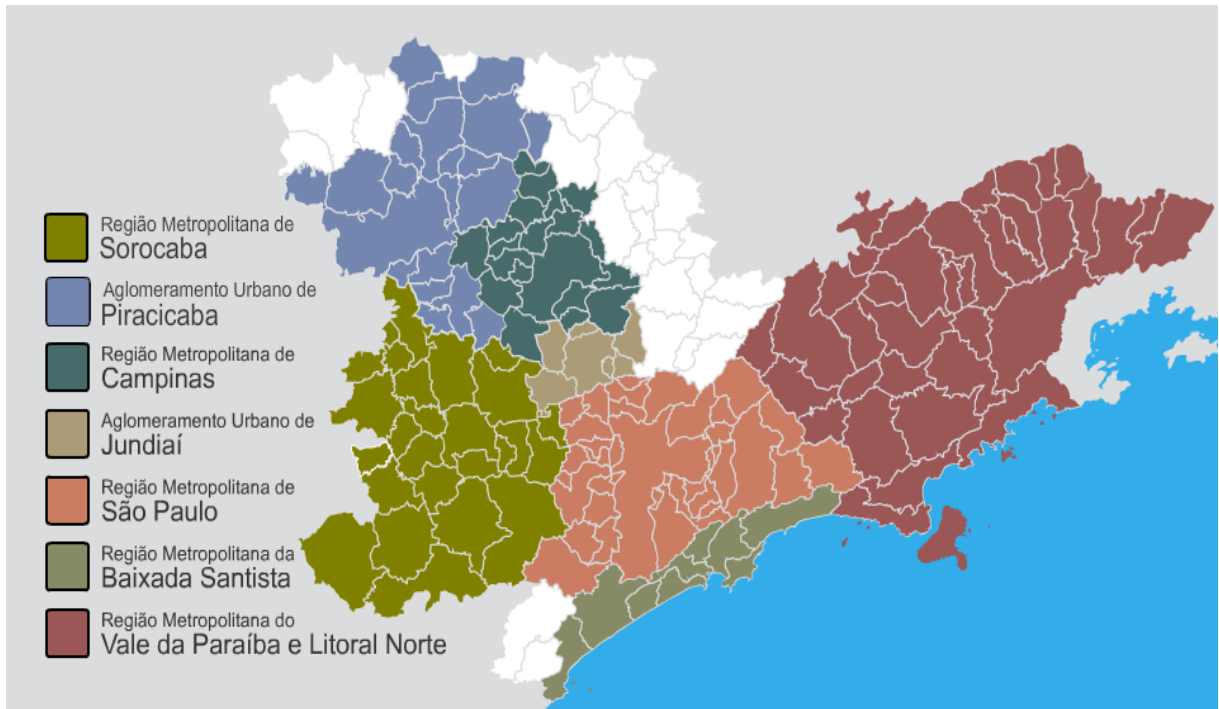 Região Metropolitana de
Sorocaba
Aglomeramento Urbano de
Piracicaba
Região Metropolitana de
Campinas
Aglomeramento Urbano de
Jundiaí
Região Metropolitana de
São Paulo
Região Metropolitana da
Baixada Santista
Região Metropolitana do
Vale da Paraíba e Litoral Norte